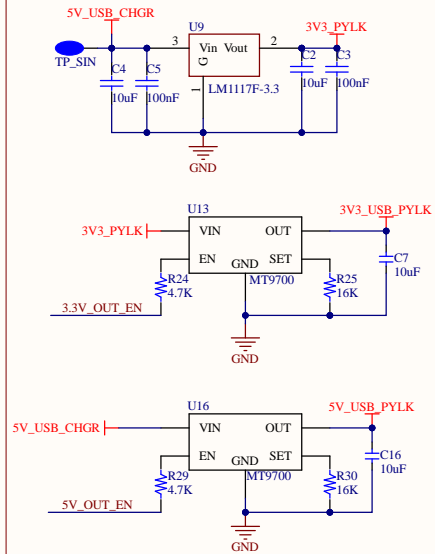 5V_USB_CHGR
U9
3V3_PYLK
3
Vin Vout
2
TP_SIN
G
C4
C5
C2
C3
10uF
100nF
1
LM1117F-3.3
10uF
100nF
GND
U13
3V3_USB_PYLK
3V3_PYLK
VIN
OUT
EN
SET
GND
C7
10uF
R24
4.7K
MT9700
R25
16K
3.3V_OUT_EN
GND
U16
5V_USB_PYLK
5V_USB_CHGR
VIN
OUT
EN
SET
GND
C16
10uF
R29
4.7K
MT9700
R30
16K
5V_OUT_EN
GND